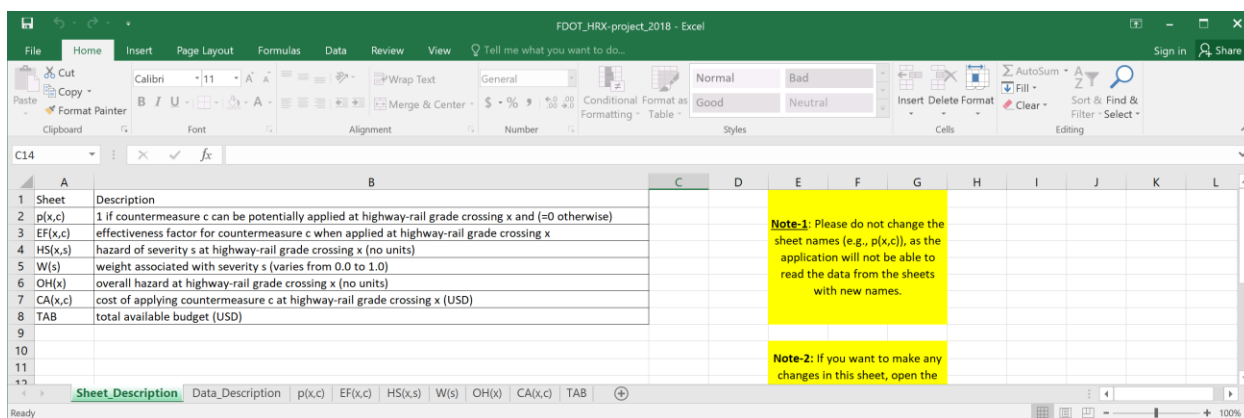 FDOT_HRX-project_2018 - Excel
File Home Insert Page Layout Formulas Data Review View Tell me what you want to do... Sign in Share
Cut
Copy
Format Painter
Paste
Calibri 11 A A Wrap Text General
B I U A Merge & Center $ % , .00 .00
Conditional Formatting Format as Table
Normal Bad
Good Neutral
Insert Delete Format
AutoSum
Fill
Clear
Sort & Filter Find & Select
Clipboard Font Alignment Number Styles Cells Editing
C14 fx
A B C D E F G H I J K L
1 Sheet Description
2 p(x,c) 1 if countermeasure c can be potentially applied at highway-rail grade crossing x and (=0 otherwise)
3 EF(x,c) effectiveness factor for countermeasure c when applied at highway-rail grade crossing x
4 HS(x,s) hazard of severity s at highway-rail grade crossing x (no units)
5 W(s) weight associated with severity s (varies from 0.0 to 1.0)
6 OH(x) overall hazard at highway-rail grade crossing x (no units)
7 CA(x,c) cost of applying countermeasure c at highway-rail grade crossing x (USD)
8 TAB total available budget (USD)
9
10
11
12
Note-1: Please do not change the
sheet names (e.g., p(x,c)), as the
application will not be able to
read the data from the sheets
with new names.
Note-2: If you want to make any
changes in this sheet, open the
Sheet_Description Data_Description p(x,c) EF(x,c) HS(x,s) W(s) OH(x) CA(x,c) TAB
Ready 100%